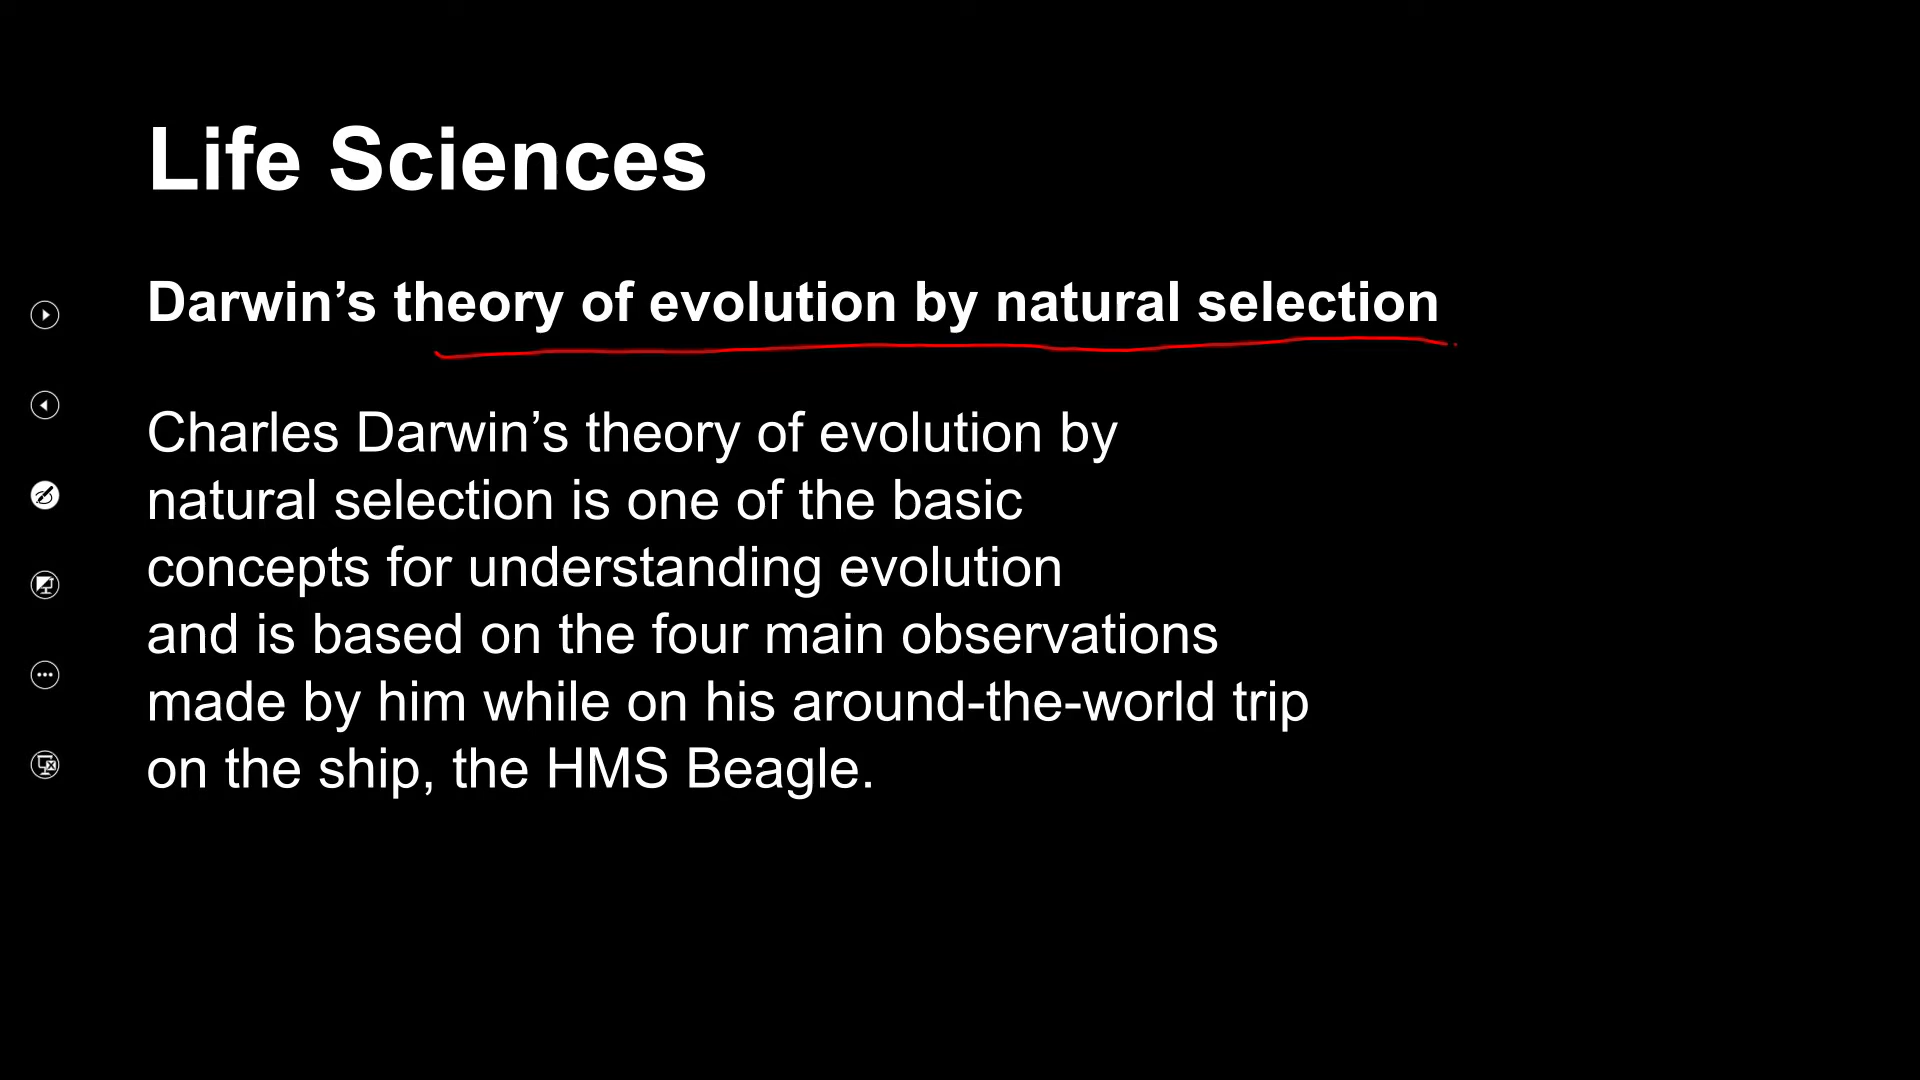 Life Sciences
Darwin’s theory of evolution by natural selection
Charles Darwin’s theory of evolution by
natural selection is one of the basic
concepts for understanding evolution
and is based on the four main observations
made by him while on his around-the-world trip
on the ship, the HMS Beagle.